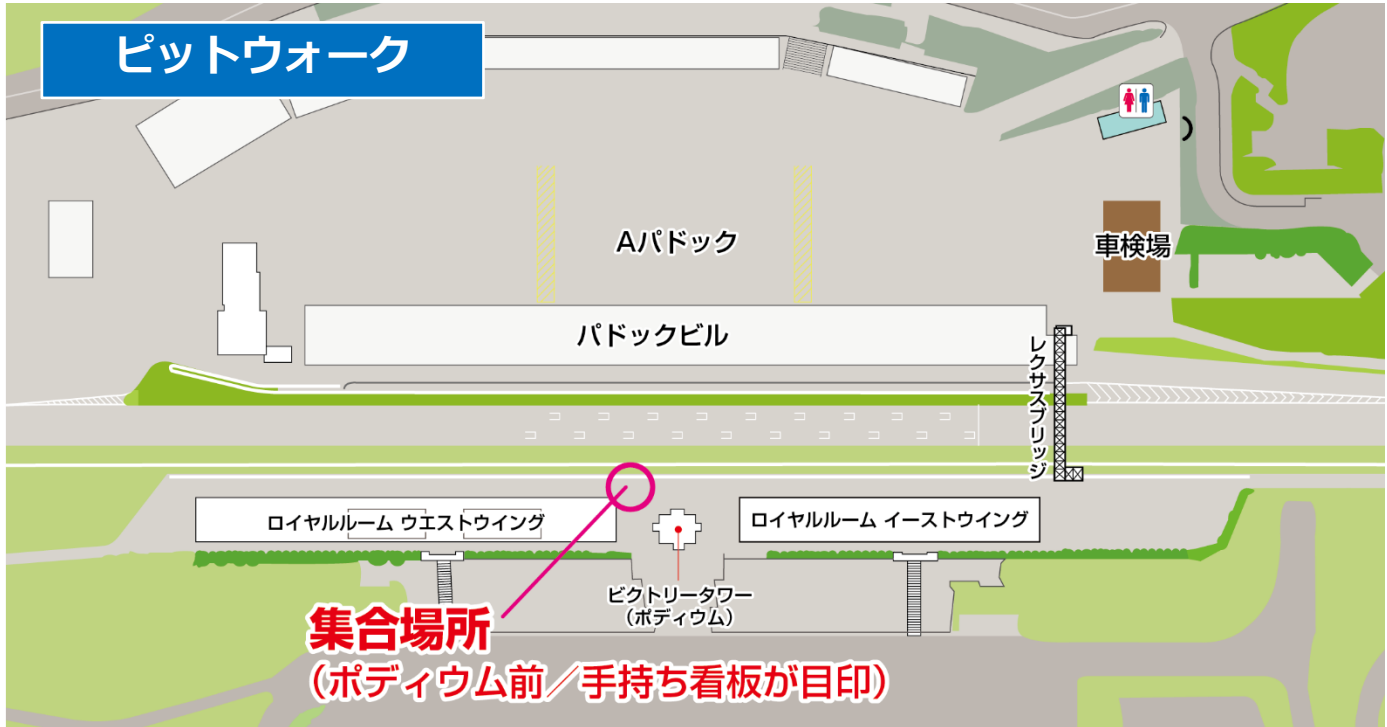 ピットウォーク
Aパドック
車検場
パドックビル
レクサスブリッジ
ロイヤルルーム ウエストウイング
ロイヤルルーム イーストウイング
ビクトリータワー
（ポディウム）
集合場所
（ポディウム前／手持ち看板が目印）